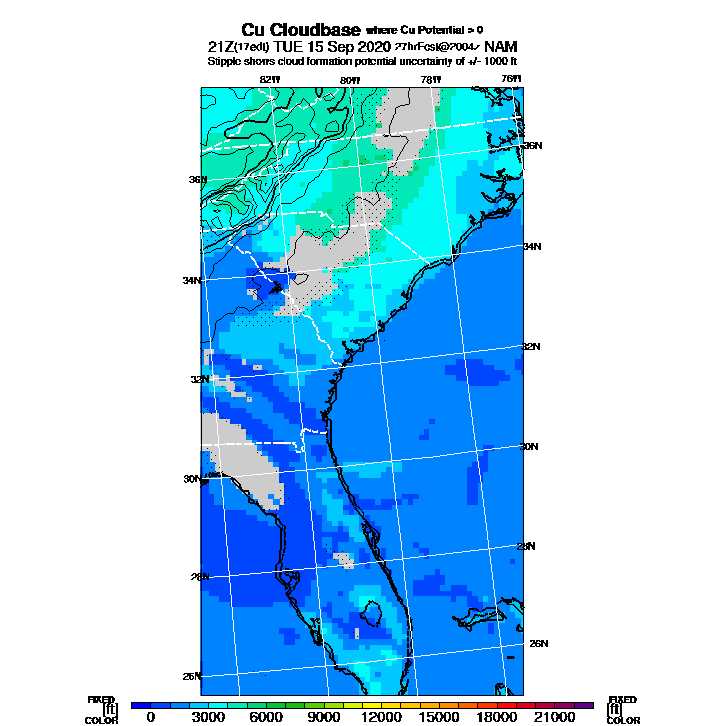 Cu Cloudbase where Cu Potential > 0
21Z(17edt) TUE 15 Sep 2020 27hrFcst@2004z NAM
Stipple shows cloud formation potential uncertainty of +/- 1000 ft
82W 80W 78W 76W
36N 36N
34N 34N
32N 32N
30N 30N
28N 28N
26N 26N
FIXED FIXED
[ft] [ft]
COLOR COLOR
0 3000 6000 9000 12000 15000 18000 21000